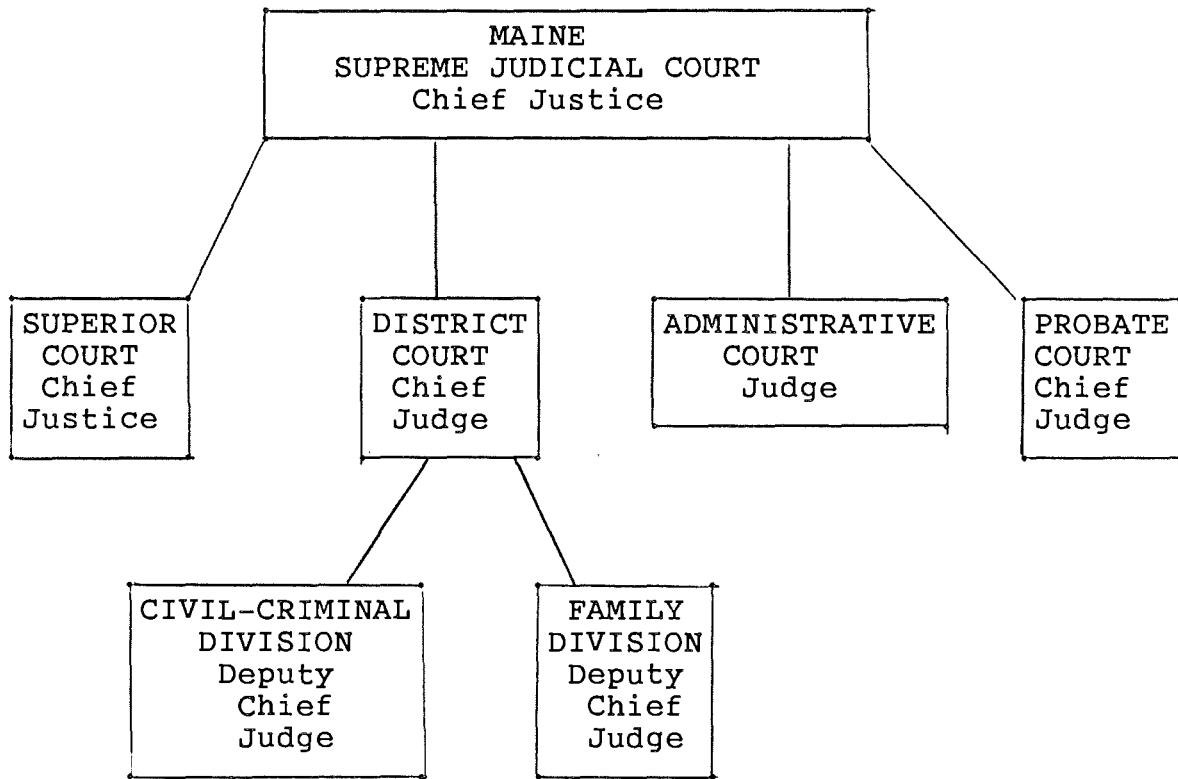 MAINE
SUPREME JUDICIAL COURT
Chief Justice
SUPERIOR
COURT
Chief
Justice
DISTRICT
COURT
Chief
Judge
ADMINISTRATIVE
COURT
Judge
PROBATE
COURT
Chief
Judge
CIVIL-CRIMINAL
DIVISION
Deputy
Chief
Judge
FAMILY
DIVISION
Deputy
Chief
Judge